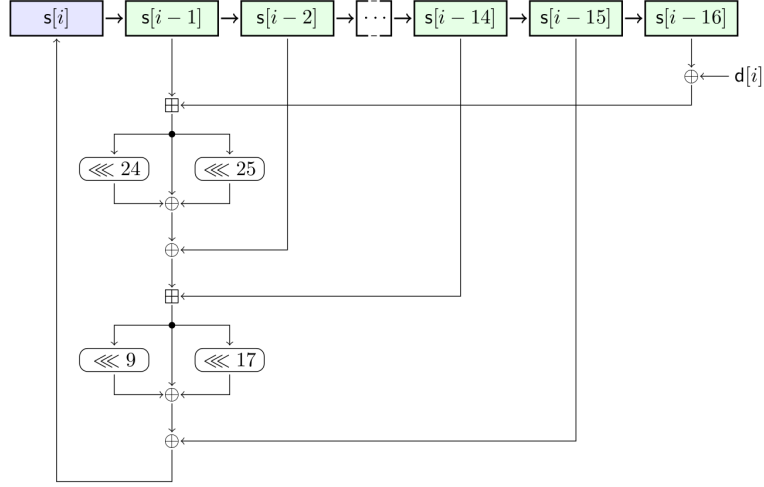 s[i] s[i − 1] s[i − 2] ··· s[i − 14] s[i − 15] s[i − 16]
d[i]
⋘ 24 ⋘ 25
⋘ 9 ⋘ 17